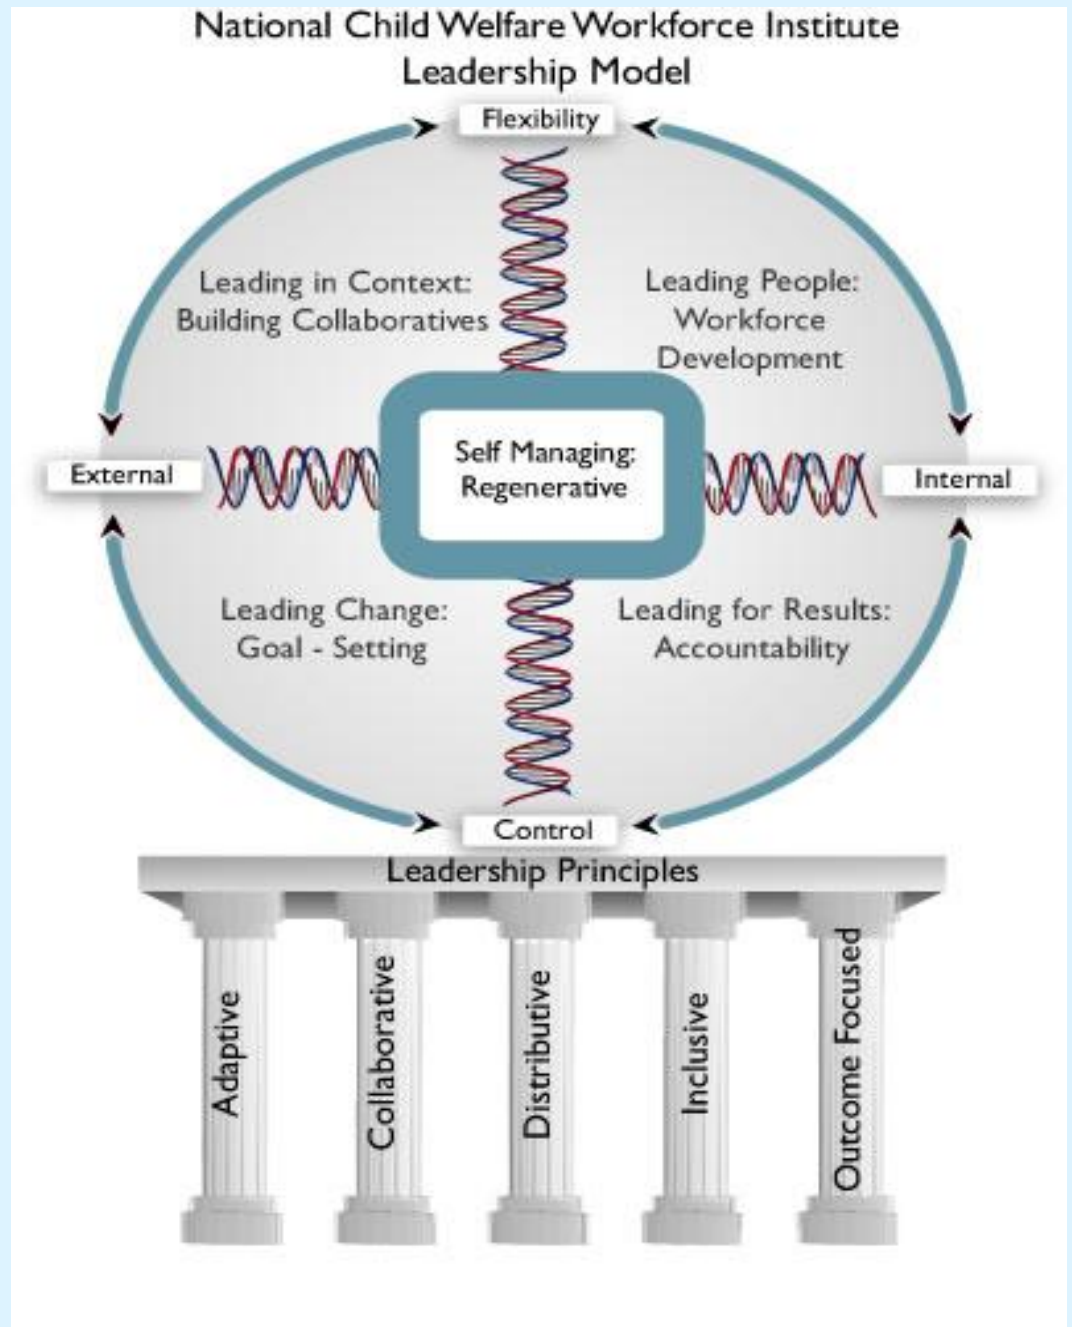 National Child Welfare Workforce Institute
Leadership Model
Flexibility
Leading in Context:
Building Collaboratives
Leading People:
Workforce
Development
External
Self Managing:
Regenerative
Internal
Leading Change:
Goal - Setting
Leading for Results:
Accountability
Control
Leadership Principles
Adaptive
Collaborative
Distributive
Inclusive
Outcome Focused